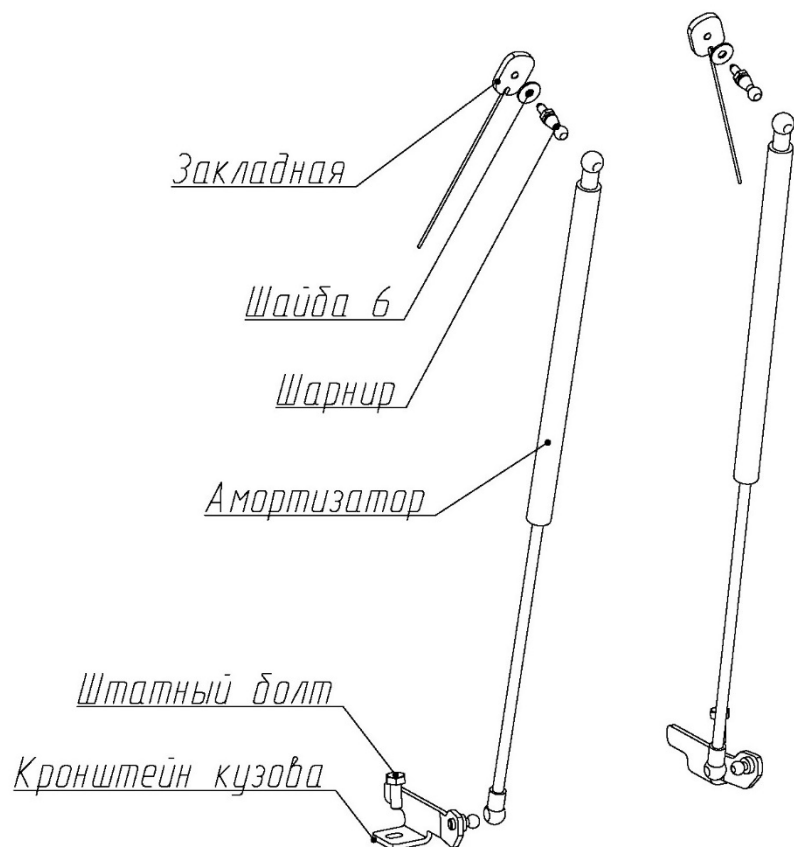 Закладная
Шайба 6
Шарнир
Амортизатор
Штатный болт
Кронштейн кузова